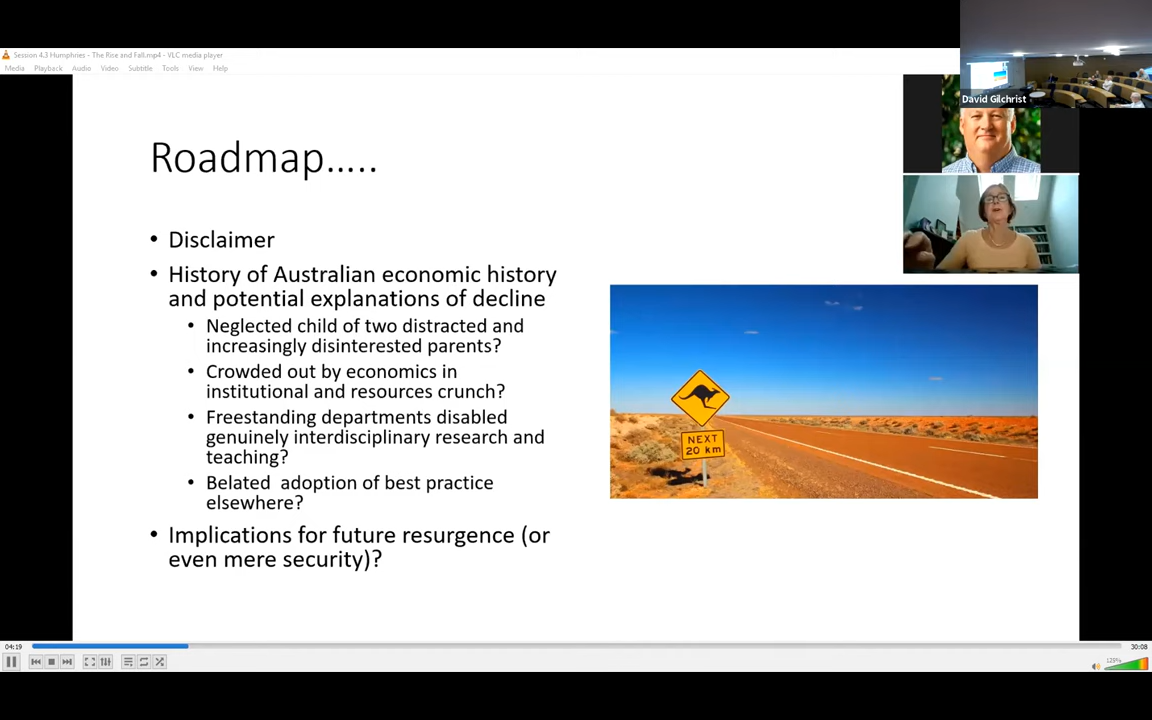 Session 4.3 Humphries - The Rise and Fall.mp4 - VLC media player
Media Playback Audio Video Subtitle Tools View Help
David Gilchrist
Roadmap.....
• Disclaimer
• History of Australian economic history
and potential explanations of decline
• Neglected child of two distracted and
increasingly disinterested parents?
• Crowded out by economics in
institutional and resources crunch?
• Freestanding departments disabled
genuinely interdisciplinary research and
teaching?
• Belated adoption of best practice
elsewhere?
• Implications for future resurgence (or
even mere security)?
NEXT
20 km
04:19
30:08
125%